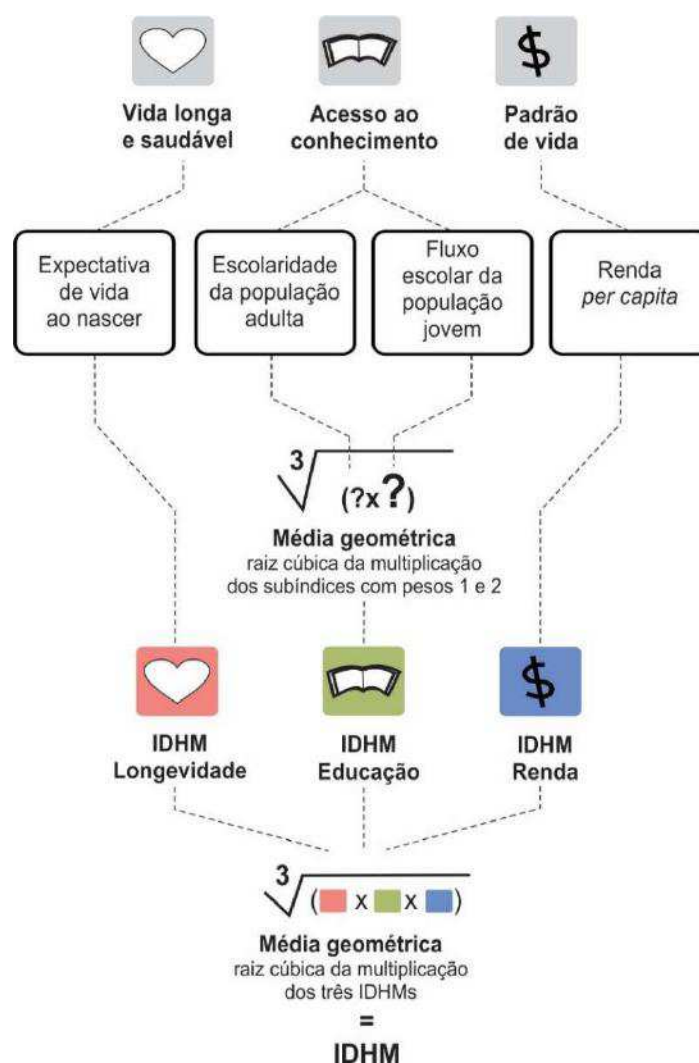 Vida longa
e saudável
Acesso ao
conhecimento
Padrão
de vida
Expectativa
de vida
ao nascer
Escolaridade
da população
adulta
Fluxo
escolar da
população
jovem
Renda
per capita
3
(?x?)
Média geométrica
raiz cúbica da multiplicação
dos subíndices com pesos 1 e 2
$
IDHM
Longevidade
IDHM
Educação
IDHM
Renda
3
( x x )
Média geométrica
raiz cúbica da multiplicação
dos três IDHMs
=
IDHM